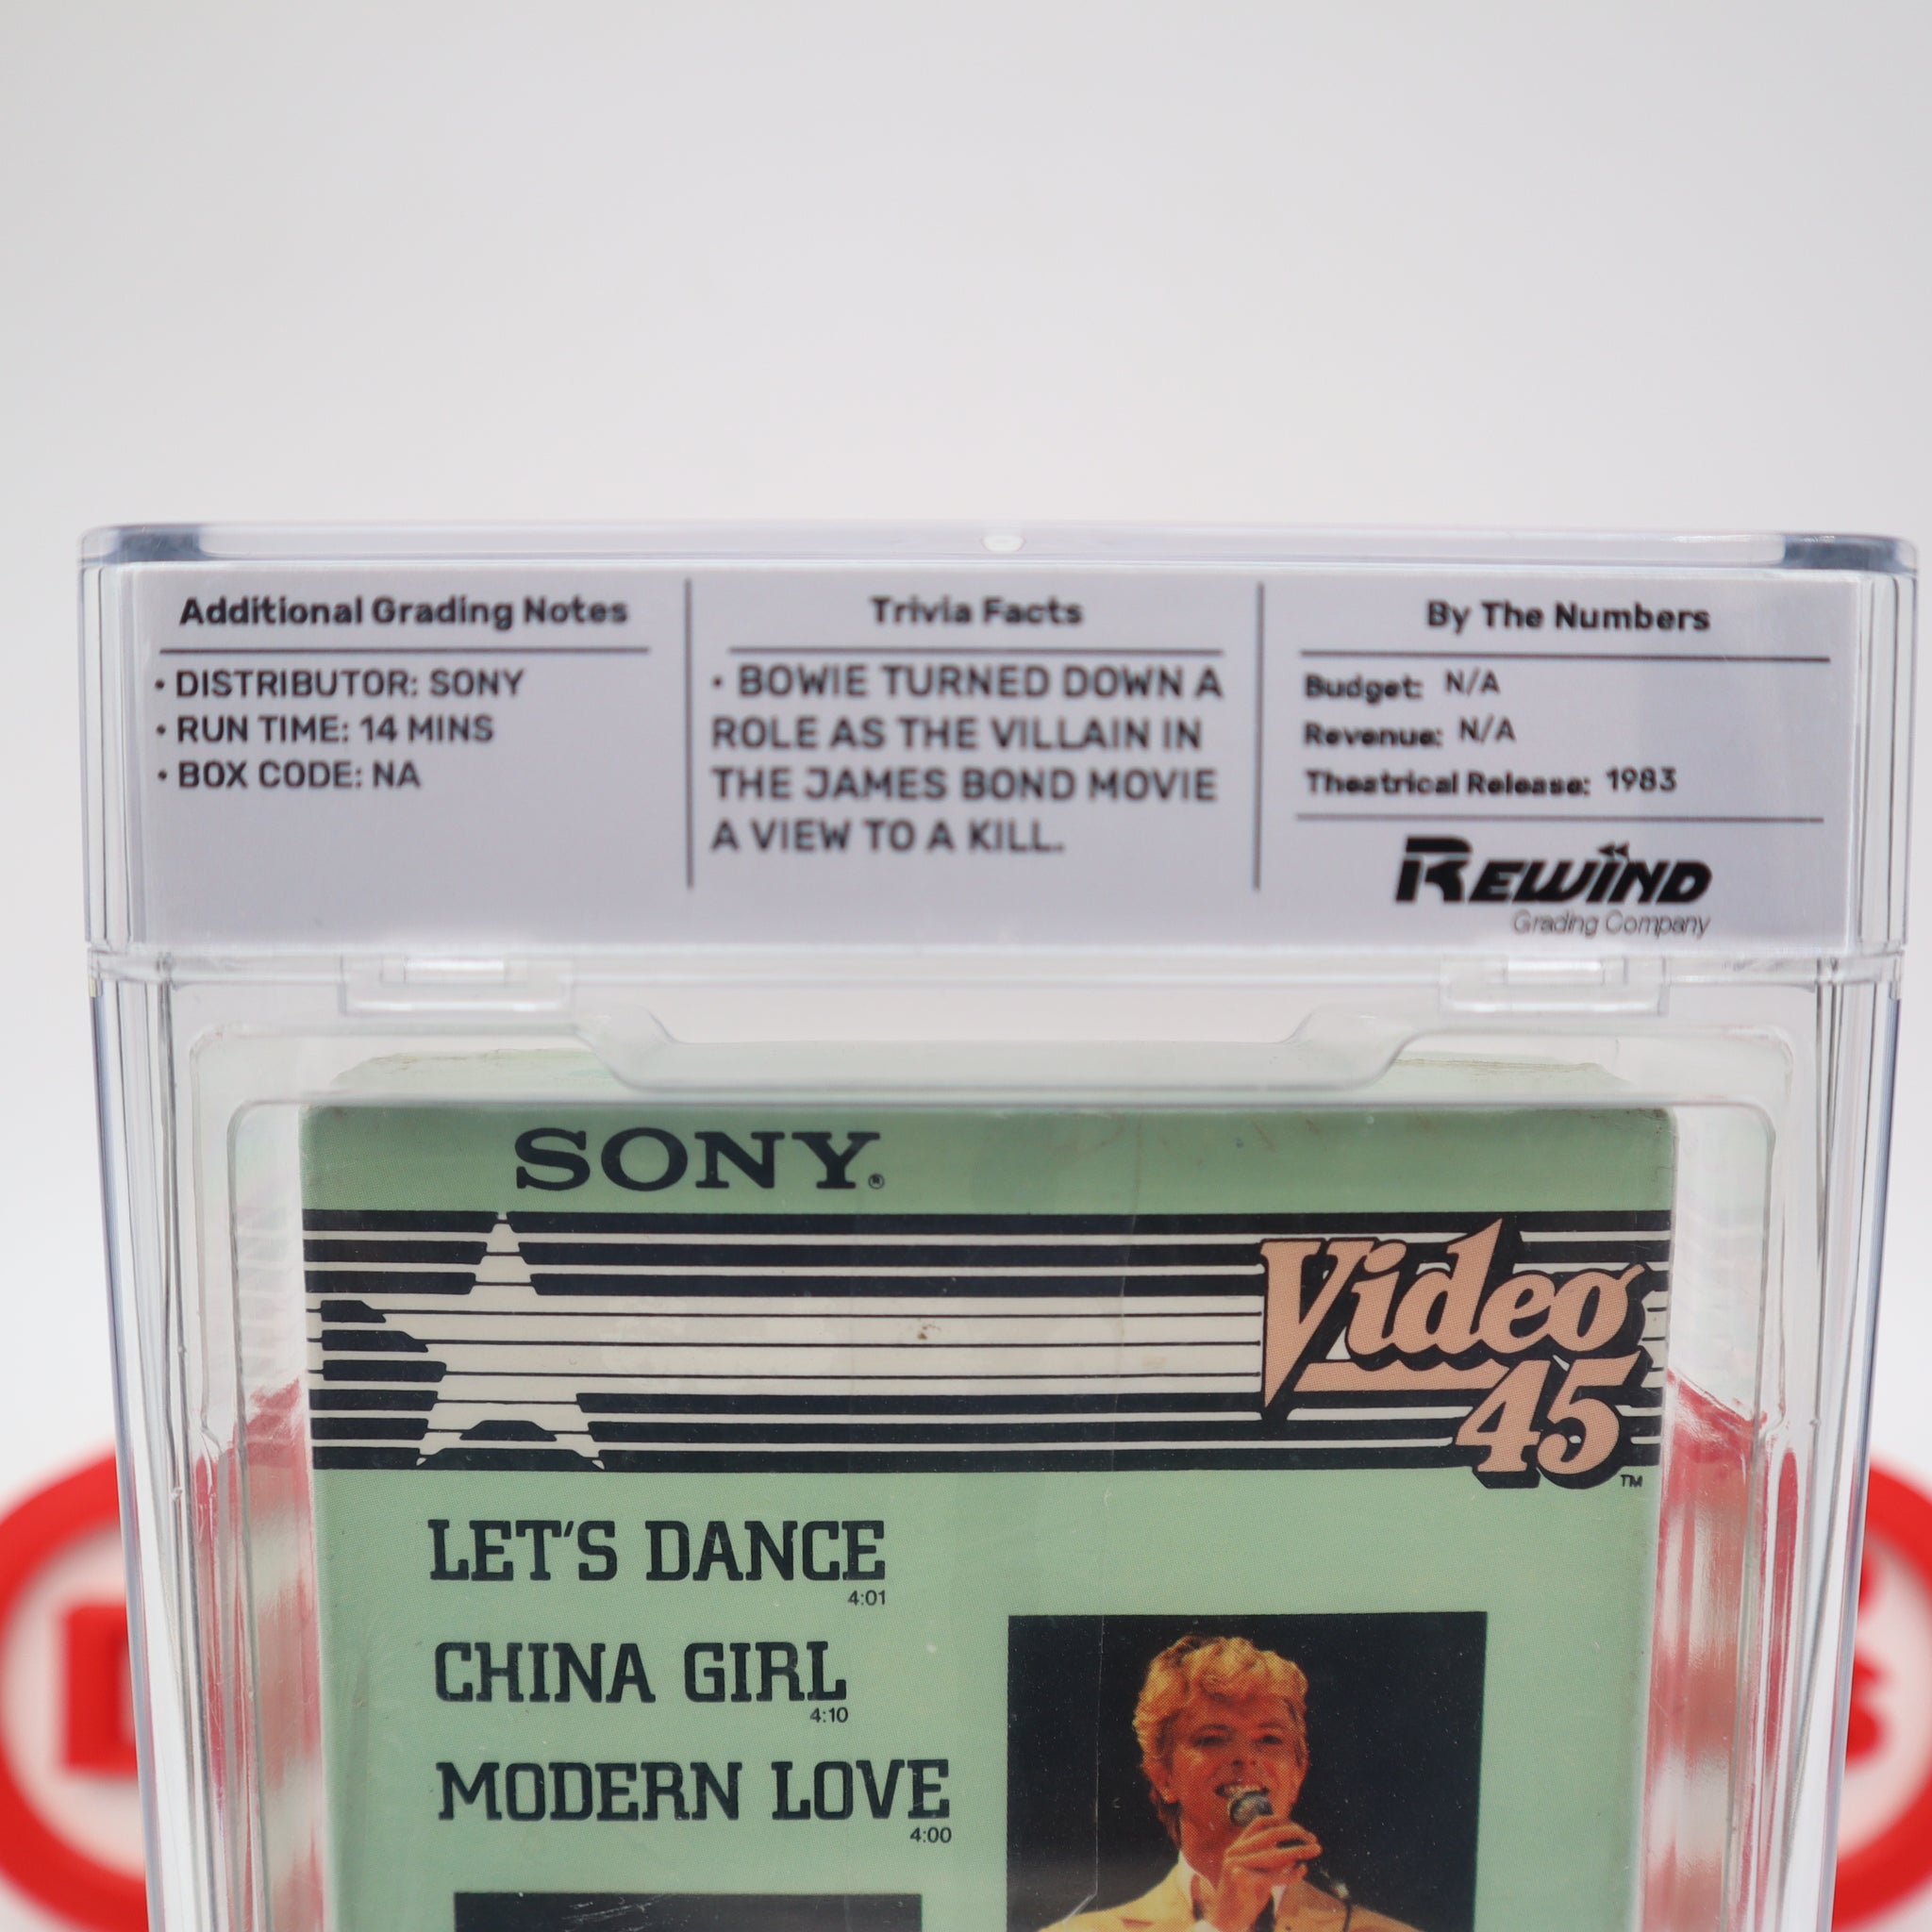 Additional Grading Notes
• DISTRIBUTOR: SONY
• RUN TIME: 14 MINS
• BOX CODE: NA
Trivia Facts
• BOWIE TURNED DOWN A
ROLE AS THE VILLAIN IN
THE JAMES BOND MOVIE
A VIEW TO A KILL.
By The Numbers
Budget: N/A
Revenue: N/A
Theatrical Release: 1983
REWIND
Grading Company
SONY®
Video
45™
LET'S DANCE
4:01
CHINA GIRL
4:10
MODERN LOVE
4:00